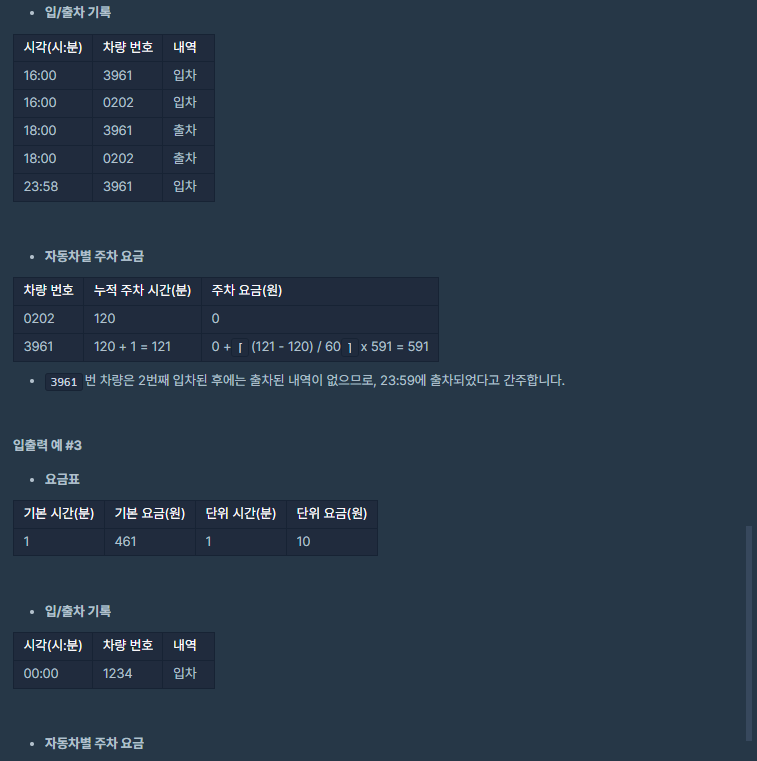 • 입/출차 기록
시각(시:분) 차량 번호 내역
16:00 3961 입차
16:00 0202 입차
18:00 3961 출차
18:00 0202 출차
23:58 3961 입차
• 자동차별 주차 요금
차량 번호 누적 주차 시간(분) 주차 요금(원)
0202 120 0
3961 120 + 1 = 121 0 + ⌈ (121 - 120) / 60 ⌉ x 591 = 591
• 3961 번 차량은 2번째 입차된 후에는 출차된 내역이 없으므로, 23:59에 출차되었다고 간주합니다.
입출력 예 #3
• 요금표
기본 시간(분) 기본 요금(원) 단위 시간(분) 단위 요금(원)
1 461 1 10
• 입/출차 기록
시각(시:분) 차량 번호 내역
00:00 1234 입차
• 자동차별 주차 요금